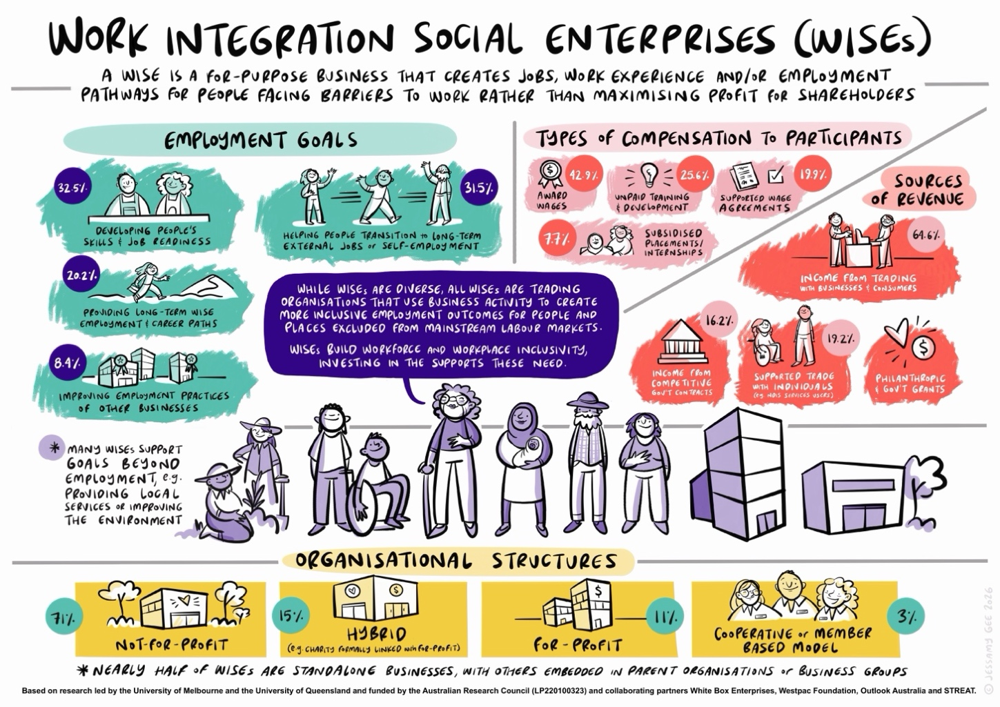 WORK INTEGRATION SOCIAL ENTERPRISES (WISEs)
A WISE IS A FOR-PURPOSE BUSINESS THAT CREATES JOBS, WORK EXPERIENCE AND/OR EMPLOYMENT
PATHWAYS FOR PEOPLE FACING BARRIERS TO WORK RATHER THAN MAXIMISING PROFIT FOR SHAREHOLDERS
EMPLOYMENT GOALS
32.5%
DEVELOPING PEOPLE'S
SKILLS & JOB READINESS
31.5%
HELPING PEOPLE TRANSITION to LONG-TERM
EXTERNAL JOBS or SELF-EMPLOYMENT
20.2%
PROVIDING LONG-TERM WISE
EMPLOYMENT & CAREER PATHS
8.4%
IMPROVING EMPLOYMENT PRACTICES
OF OTHER BUSINESSES
TYPES of COMPENSATION to PARTICIPANTS
$
42.9%
AWARD
WAGES
25.6%
UNPAID TRAINING
& DEVELOPMENT
19.9%
SUPPORTED WAGE
AGREEMENTS
7.7%
SUBSIDISED
PLACEMENTS/
INTERNSHIPS
SOURCES
OF REVENUE
64.6%
INCOME FROM TRADING
WITH BUSINESSES & CONSUMERS
16.2%
INCOME FROM
COMPETITIVE
GOV'T CONTRACTS
19.2%
SUPPORTED TRADE
WITH INDIVIDUALS
(e.g. NDIS SERVICES USERS)
$
PHILANTHROPIC
& GOV'T GRANTS
WHILE WISEs ARE DIVERSE, ALL WISEs ARE TRADING
ORGANISATIONS THAT USE BUSINESS ACTIVITY TO CREATE
MORE INCLUSIVE EMPLOYMENT OUTCOMES FOR PEOPLE AND
PLACES EXCLUDED FROM MAINSTREAM LABOUR MARKETS.
WISEs BUILD WORKFORCE AND WORKPLACE INCLUSIVITY,
INVESTING IN THE SUPPORTS THESE NEED.
* MANY WISEs SUPPORT
GOALS BEYOND
EMPLOYMENT, e.g.
PROVIDING LOCAL
SERVICES or IMPROVING
THE ENVIRONMENT
ORGANISATIONAL STRUCTURES
71%
NOT-FOR-PROFIT
15%
$
HYBRID
(e.g. CHARITY FORMALLY LINKED with FOR-PROFIT)
$
11%
FOR-PROFIT
3%
COOPERATIVE or MEMBER
BASED MODEL
* NEARLY HALF OF WISEs ARE STANDALONE BUSINESSES, WITH OTHERS EMBEDDED IN PARENT ORGANISATIONS or BUSINESS GROUPS
Based on research led by the University of Melbourne and the University of Queensland and funded by the Australian Research Council (LP220100323) and collaborating partners White Box Enterprises, Westpac Foundation, Outlook Australia and STREAT.
© JESSAMY GEE 2026